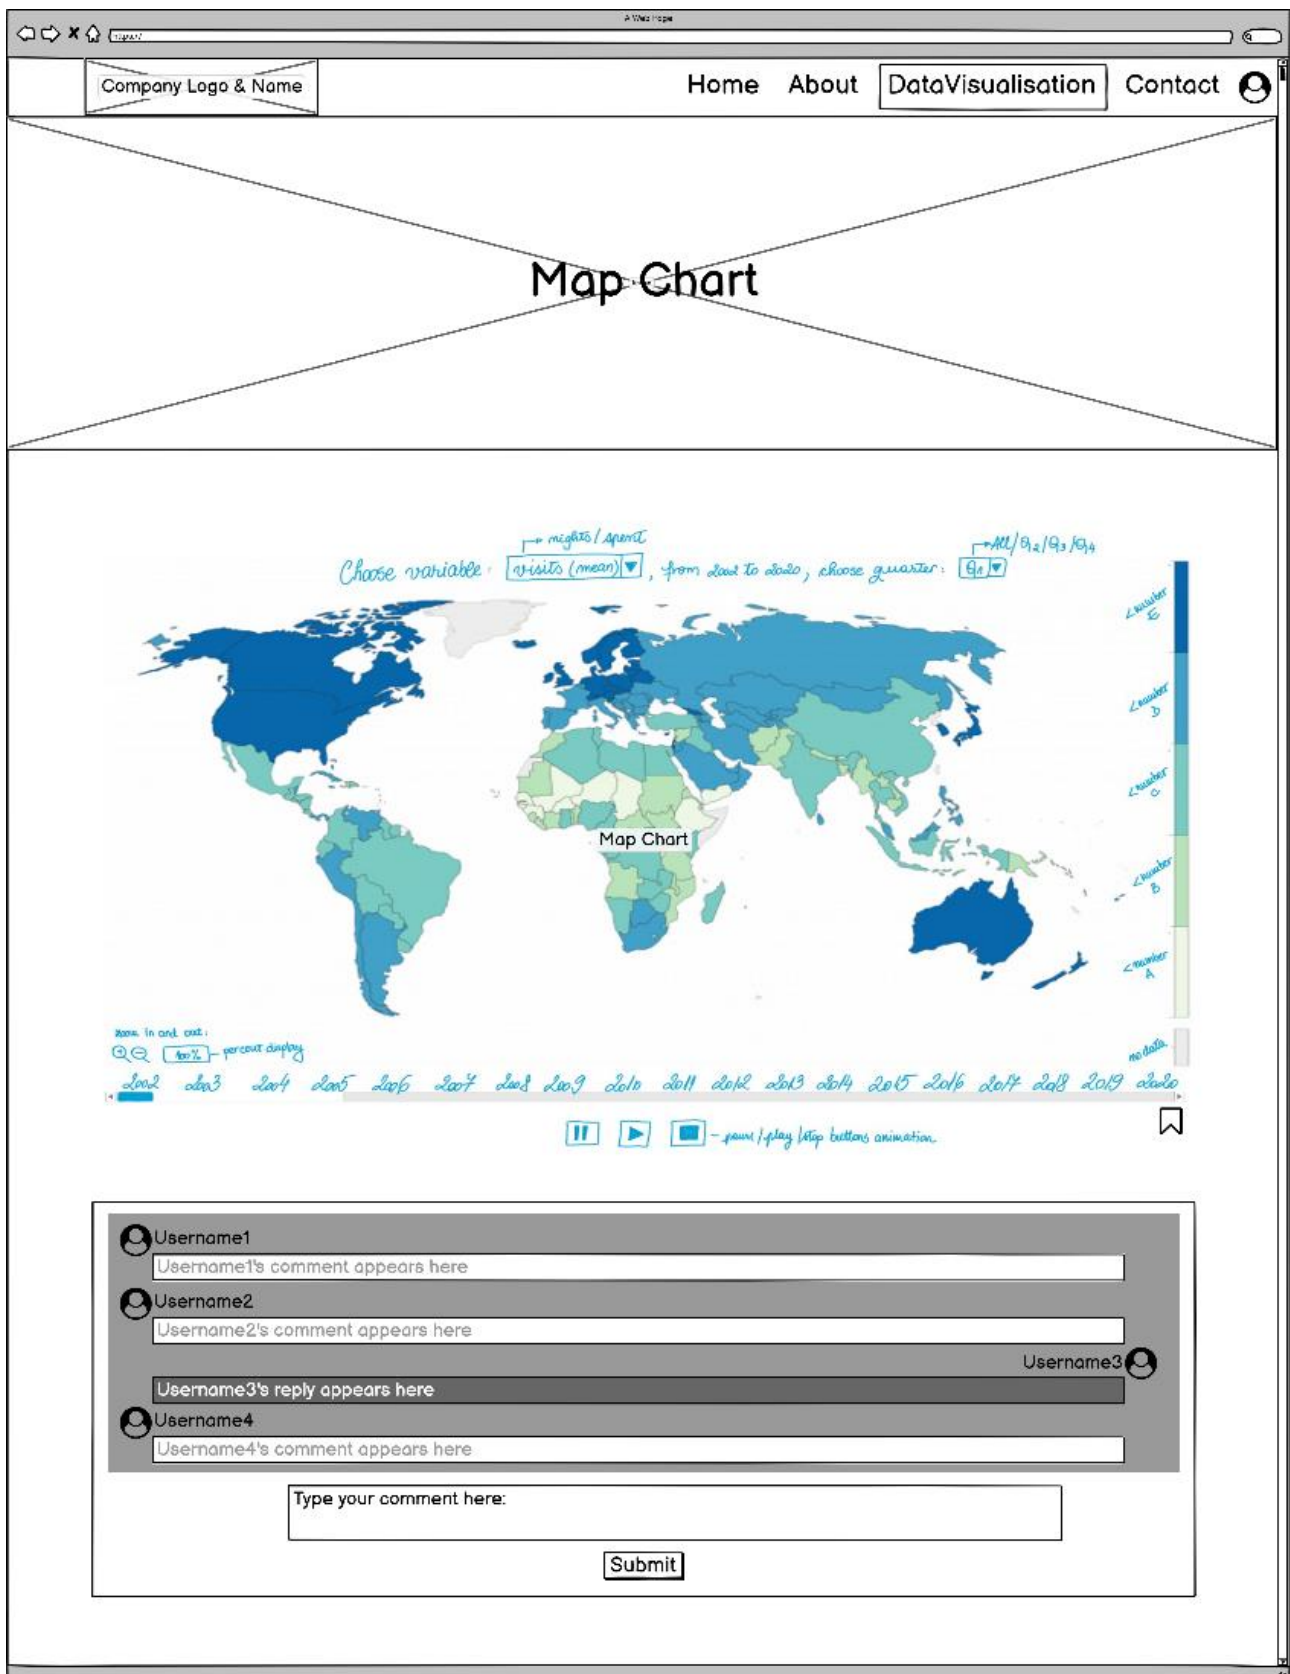 A Web Page
https://
Company Logo & Name
Home About DataVisualisation Contact
Map Chart
nights/spent
All/Q2/Q3/Q4
Choose variable: visits (mean), from 2002 to 2020, choose quarter: Q1
<number E
<number D
<number C
Map Chart
<number B
<number A
zoom in and out:
100% - percent display
no data
2002 2003 2004 2005 2006 2007 2008 2009 2010 2011 2012 2013 2014 2015 2016 2017 2018 2019 2020
- pause/play/stop buttons animation
Username1
Username1's comment appears here
Username2
Username2's comment appears here
Username3
Username3's reply appears here
Username4
Username4's comment appears here
Type your comment here:
Submit